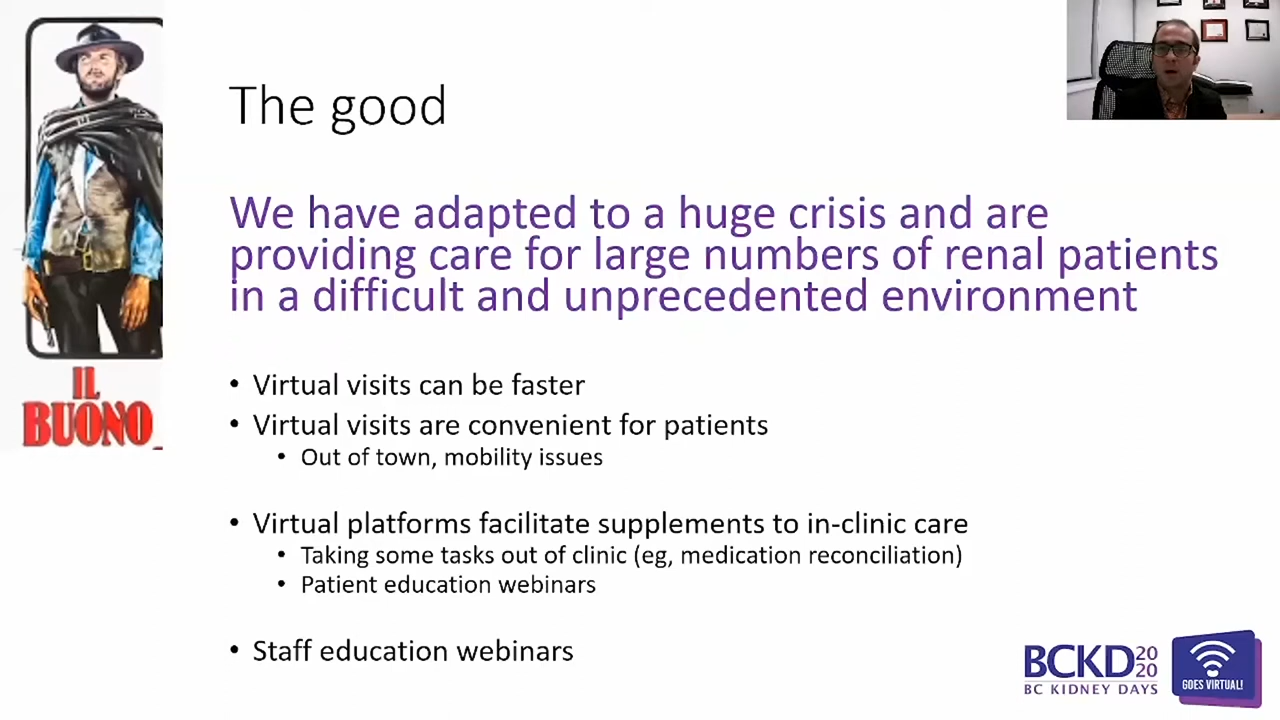 The good
We have adapted to a huge crisis and are
providing care for large numbers of renal patients
in a difficult and unprecedented environment
• Virtual visits can be faster
• Virtual visits are convenient for patients
• Out of town, mobility issues
• Virtual platforms facilitate supplements to in-clinic care
• Taking some tasks out of clinic (eg, medication reconciliation)
• Patient education webinars
• Staff education webinars
IL
BUONO
BCKD 20
20
BC KIDNEY DAYS
GOES VIRTUAL!